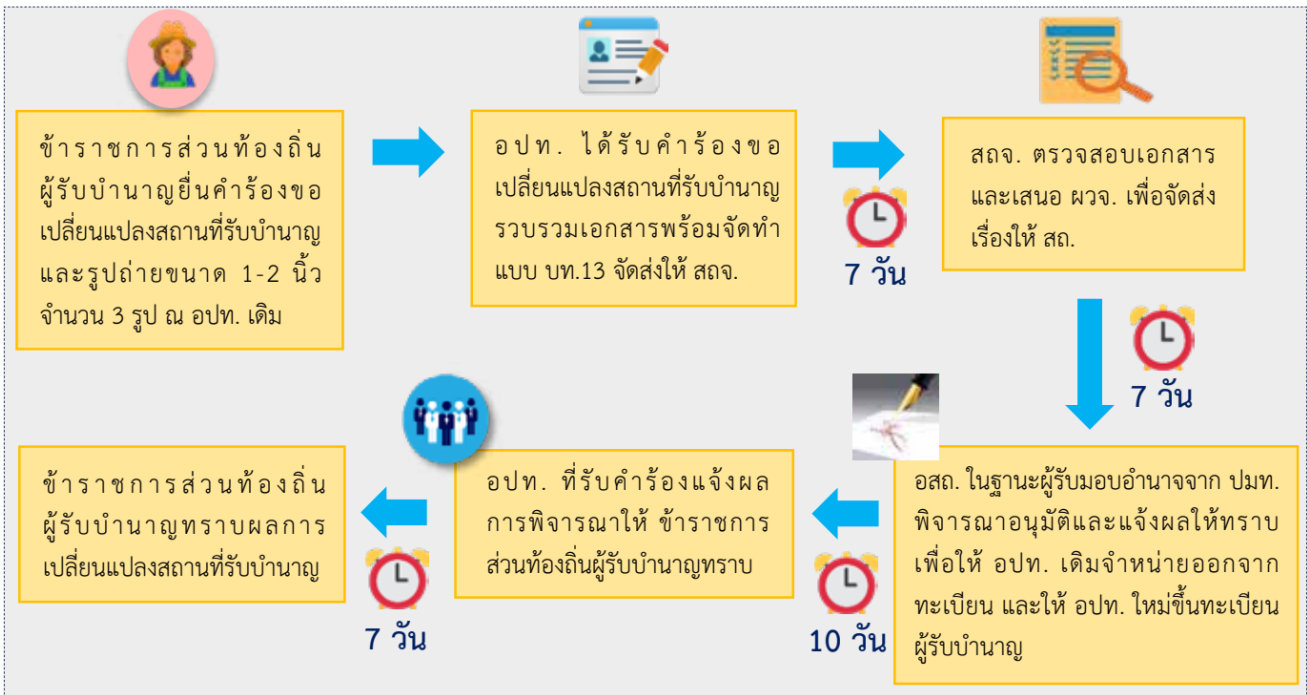 ข้าราชการส่วนท้องถิ่น
ผู้รับบำนาญยื่นคำร้องขอ
เปลี่ยนแปลงสถานที่รับบำนาญ
และรูปถ่ายขนาด 1-2 นิ้ว
จำนวน 3 รูป ณ อปท. เดิม
อปท. ได้รับคำร้องขอ
เปลี่ยนแปลงสถานที่รับบำนาญ
รวบรวมเอกสารพร้อมจัดทำ
แบบ บท.13 จัดส่งให้ สถจ.
7 วัน
สถจ. ตรวจสอบเอกสาร
และเสนอ ผวจ. เพื่อจัดส่ง
เรื่องให้ สถ.
7 วัน
อสถ. ในฐานะผู้รับมอบอำนาจจาก ปมท.
พิจารณาอนุมัติและแจ้งผลให้ทราบ
เพื่อให้ อปท. เดิมจำหน่ายออกจาก
ทะเบียน และให้ อปท. ใหม่ขึ้นทะเบียน
ผู้รับบำนาญ
10 วัน
อปท. ที่รับคำร้องแจ้งผล
การพิจารณาให้ ข้าราชการ
ส่วนท้องถิ่นผู้รับบำนาญทราบ
7 วัน
ข้าราชการส่วนท้องถิ่น
ผู้รับบำนาญทราบผลการ
เปลี่ยนแปลงสถานที่รับบำนาญ